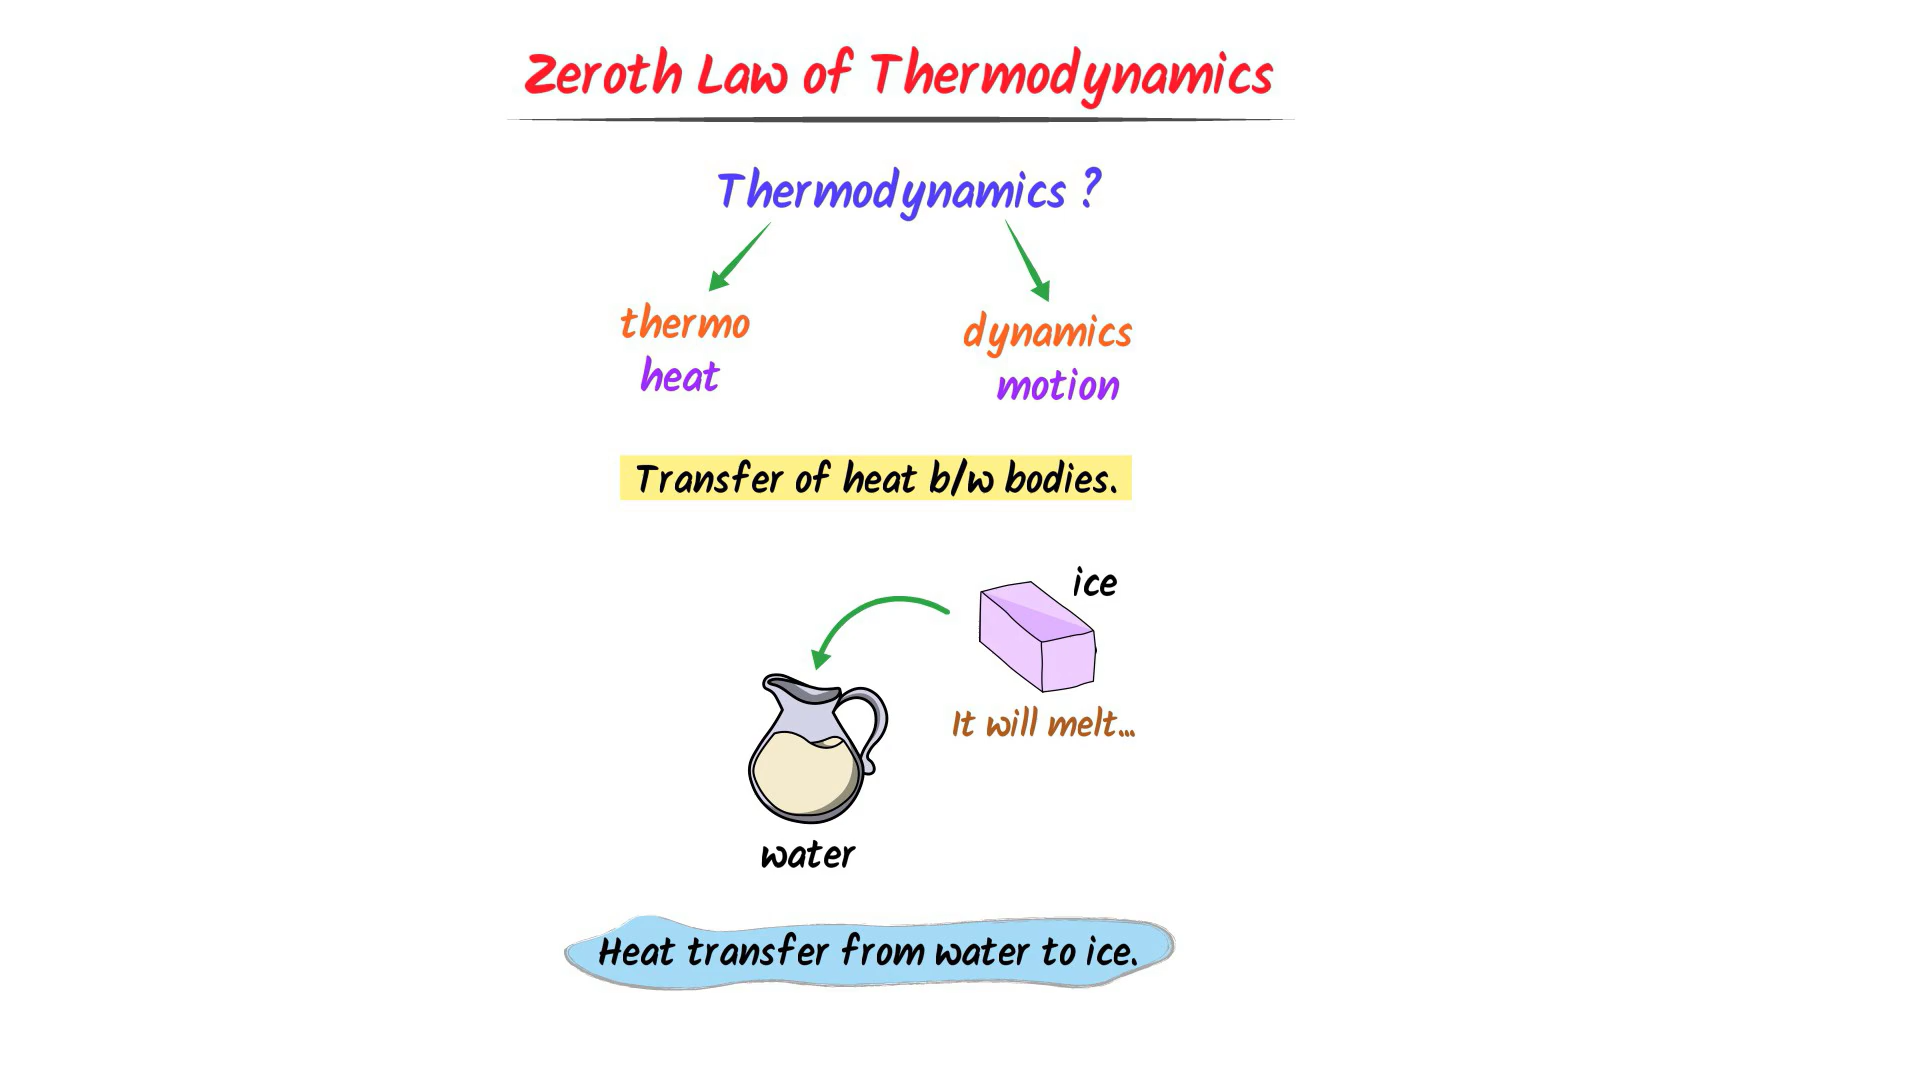 Zeroth Law of Thermodynamics
Thermodynamics ?
thermo
heat
dynamics
motion
Transfer of heat b/w bodies.
ice
It will melt...
water
Heat transfer from water to ice.